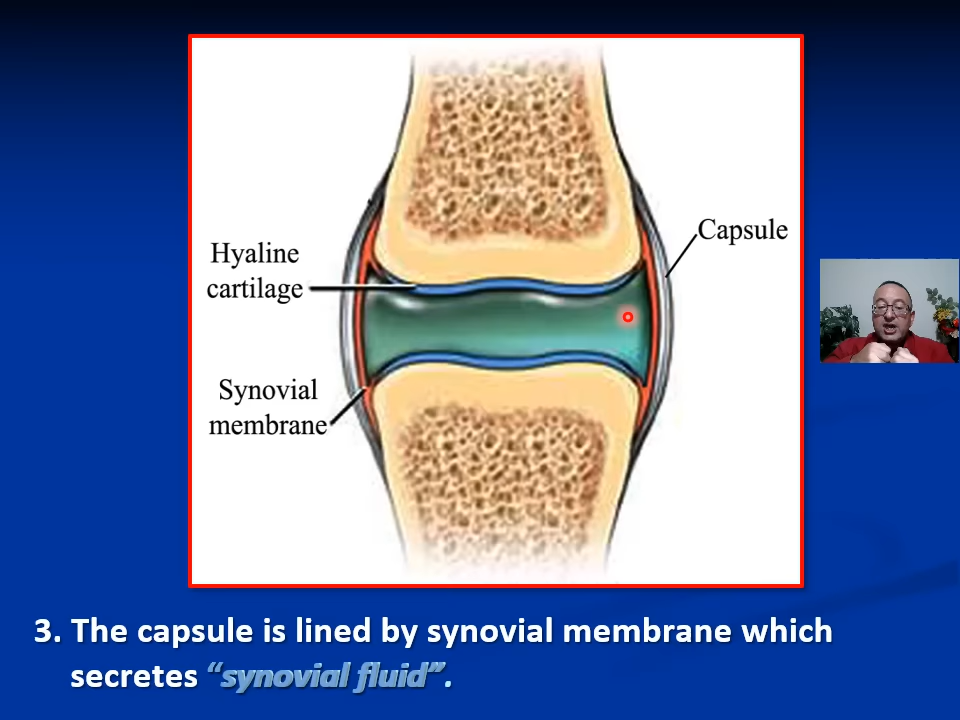 Hyaline
cartilage
Capsule
Synovial
membrane
3. The capsule is lined by synovial membrane which
secretes “synovial fluid”.